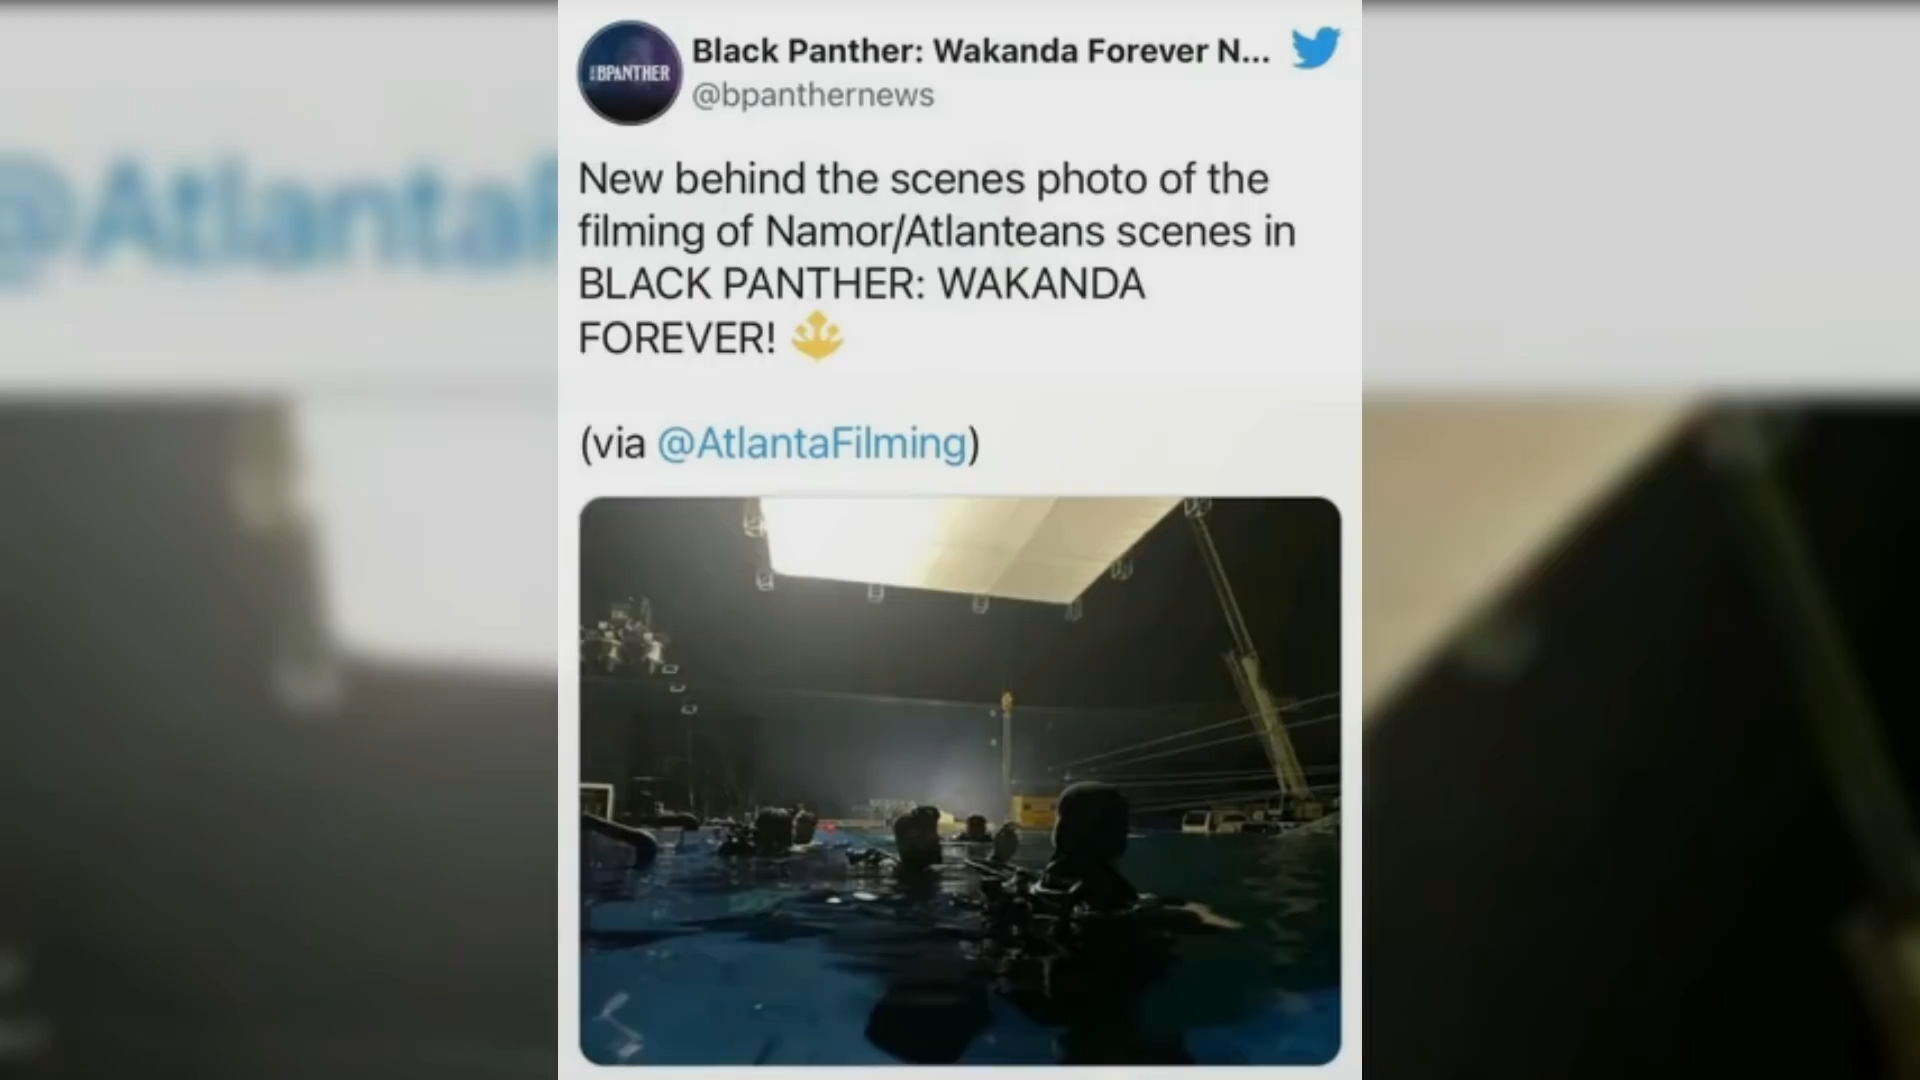 BPANTHER
Black Panther: Wakanda Forever N...
@bpanthernews
New behind the scenes photo of the
filming of Namor/Atlanteans scenes in
BLACK PANTHER: WAKANDA
FOREVER!
(via @AtlantaFilming)
@Atlanta